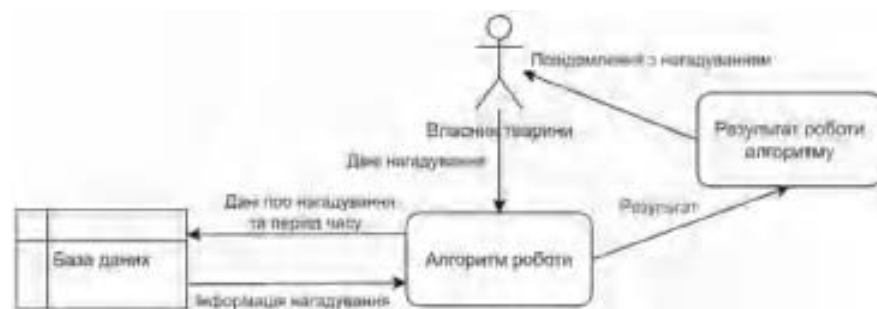 Повідомлення з нагадуванням
Власник тварини
Результат роботи
алгоритму
Дані нагадування
Дані про нагадування
та період часу
Результат
База даних
Алгоритм роботи
Інформація нагадування